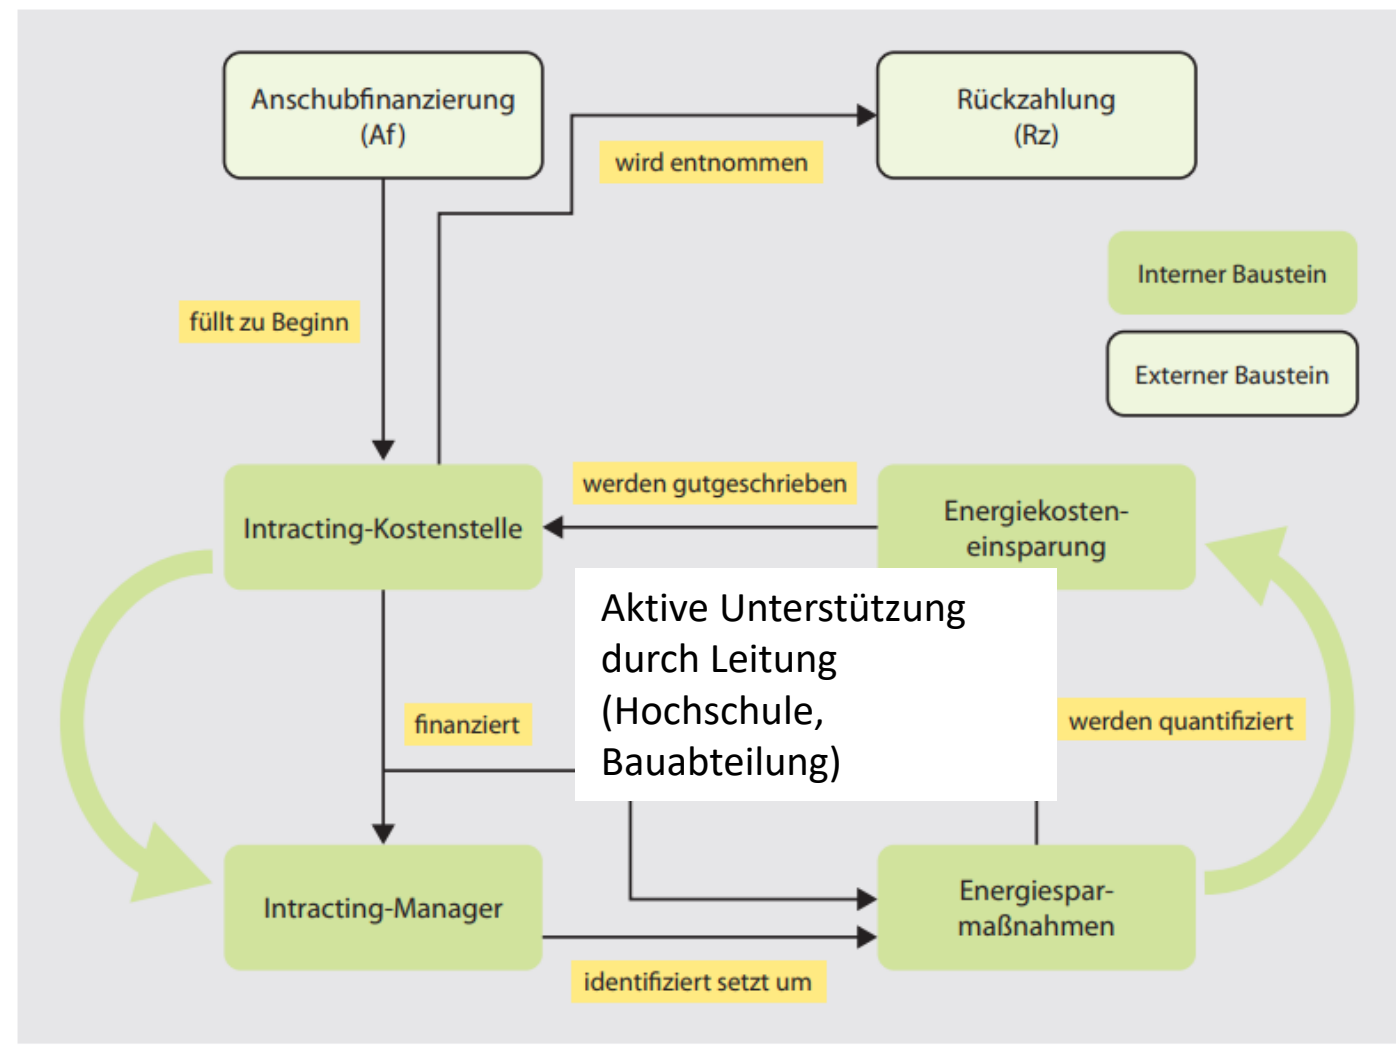 Anschubfinanzierung
(Af)
Rückzahlung
(Rz)
wird entnommen
Interner Baustein
füllt zu Beginn
Externer Baustein
werden gutgeschrieben
Intracting-Kostenstelle
Energiekosten-
einsparung
Aktive Unterstützung
durch Leitung
(Hochschule,
Bauabteilung)
finanziert
werden quantifiziert
Intracting-Manager
Energiespar-
maßnahmen
identifiziert setzt um